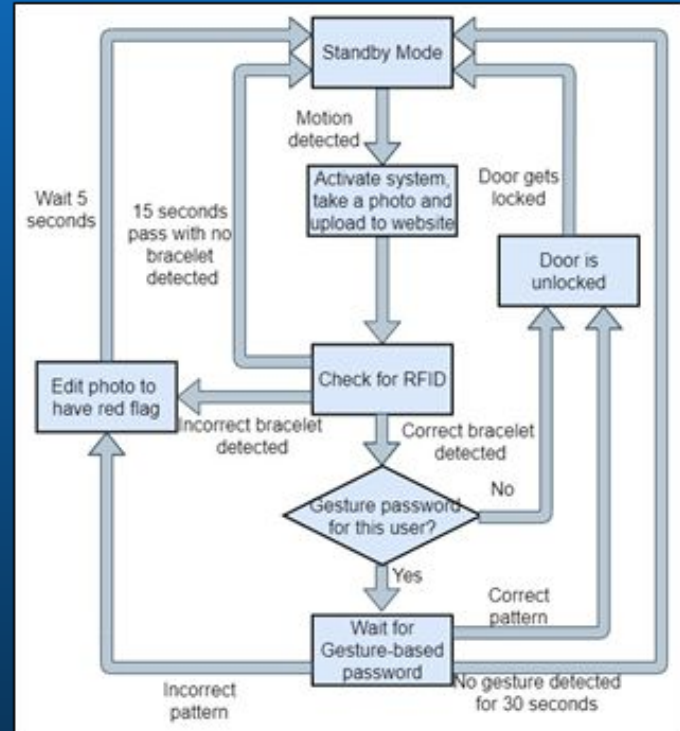 Standby Mode
Motion
detected
Activate system,
take a photo and
upload to website
Door gets
locked
Wait 5
seconds
15 seconds
pass with no
bracelet
detected
Door is
unlocked
Check for RFID
Edit photo to
have red flag
Incorrect bracelet
detected
Correct bracelet
detected
Gesture password
for this user?
No
Yes
Correct
pattern
Wait for
Gesture-based
password
No gesture detected
for 30 seconds
Incorrect
pattern